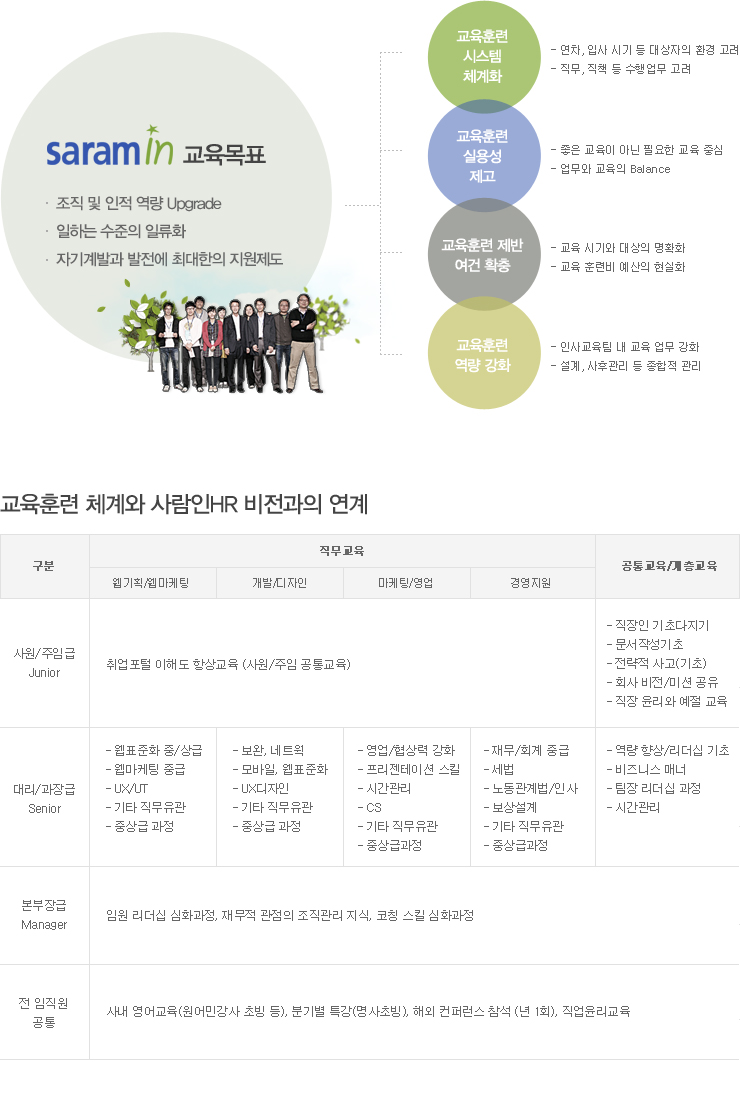 saramin 교육목표
· 조직 및 인적 역량 Upgrade
· 일하는 수준의 일류화
· 자기계발과 발전에 최대한의 지원제도
교육훈련
시스템
체계화
- 연차, 입사 시기 등 대상자의 환경 고려
- 직무, 직책 등 수행업무 고려
교육훈련
실용성
제고
- 좋은 교육이 아닌 필요한 교육 중심
- 업무와 교육의 Balance
교육훈련 제반
여건 확충
- 교육 시기와 대상의 명확화
- 교육 훈련비 예산의 현실화
교육훈련
역량 강화
- 인사교육팀 내 교육 업무 강화
- 설계, 사후관리 등 종합적 관리
교육훈련 체계와 사람인HR 비전과의 연계
구분
직무교육
공통교육/계층교육
웹기획/웹마케팅
개발/디자인
마케팅/영업
경영지원
사원/주임급
Junior
취업포털 이해도 향상교육 (사원/주임 공통교육)
- 직장인 기초다지기
- 문서작성기초
- 전략적 사고(기초)
- 회사 비전/미션 공유
- 직장 윤리와 예절 교육
대리/과장급
Senior
- 웹표준화 중/상급
- 웹마케팅 중급
- UX/UT
- 기타 직무유관
- 중상급 과정
- 보완, 네트웍
- 모바일, 웹표준화
- UX디자인
- 기타 직무유관
- 중상급 과정
- 영업/협상력 강화
- 프리젠테이션 스킬
- 시간관리
- CS
- 기타 직무유관
- 중상급과정
- 재무/회계 중급
- 세법
- 노동관계법/인사
- 보상설계
- 기타 직무유관
- 중상급과정
- 역량 향상/리더십 기초
- 비즈니스 매너
- 팀장 리더십 과정
- 시간관리
본부장급
Manager
임원 리더십 심화과정, 재무적 관점의 조직관리 지식, 코칭 스킬 심화과정
전 임직원
공통
사내 영어교육(원어민강사 초빙 등), 분기별 특강(명사초빙), 해외 컨퍼런스 참석 (년 1회), 직업윤리교육